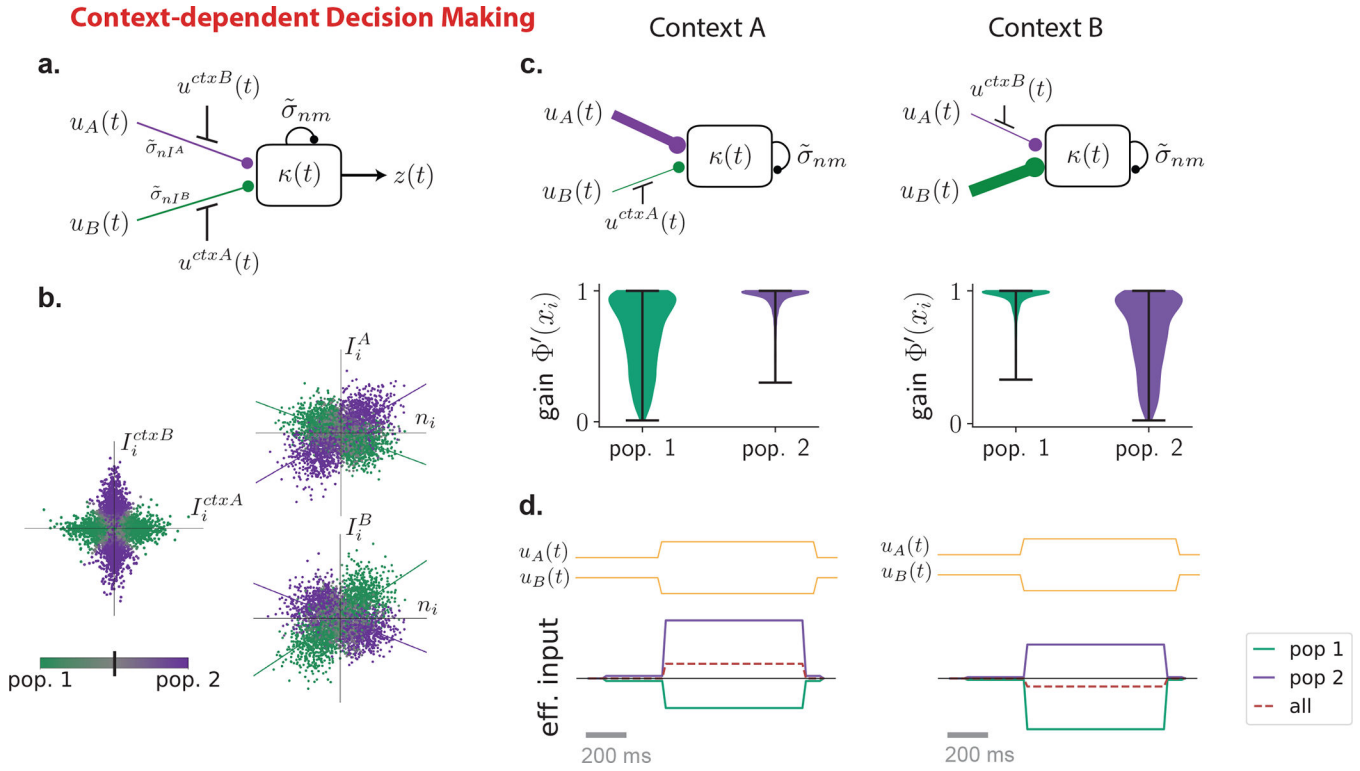 Context-dependent Decision Making
Context A
Context B
a.
u^{ctxB}(t)
u_A(t)
σ̃_{nI^A}
σ̃_{nm}
κ(t)
z(t)
σ̃_{nI^B}
u_B(t)
u^{ctxA}(t)
b.
I_i^A
n_i
I_i^{ctxB}
I_i^{ctxA}
I_i^B
n_i
pop. 1
pop. 2
c.
u_A(t)
κ(t)
σ̃_{nm}
u_B(t)
u^{ctxA}(t)
u^{ctxB}(t)
u_A(t)
κ(t)
σ̃_{nm}
u_B(t)
gain Φ′(x_i)
1
0
pop. 1
pop. 2
gain Φ′(x_i)
1
0
pop. 1
pop. 2
d.
u_A(t)
u_B(t)
eff. input
200 ms
u_A(t)
u_B(t)
200 ms
pop 1
pop 2
all